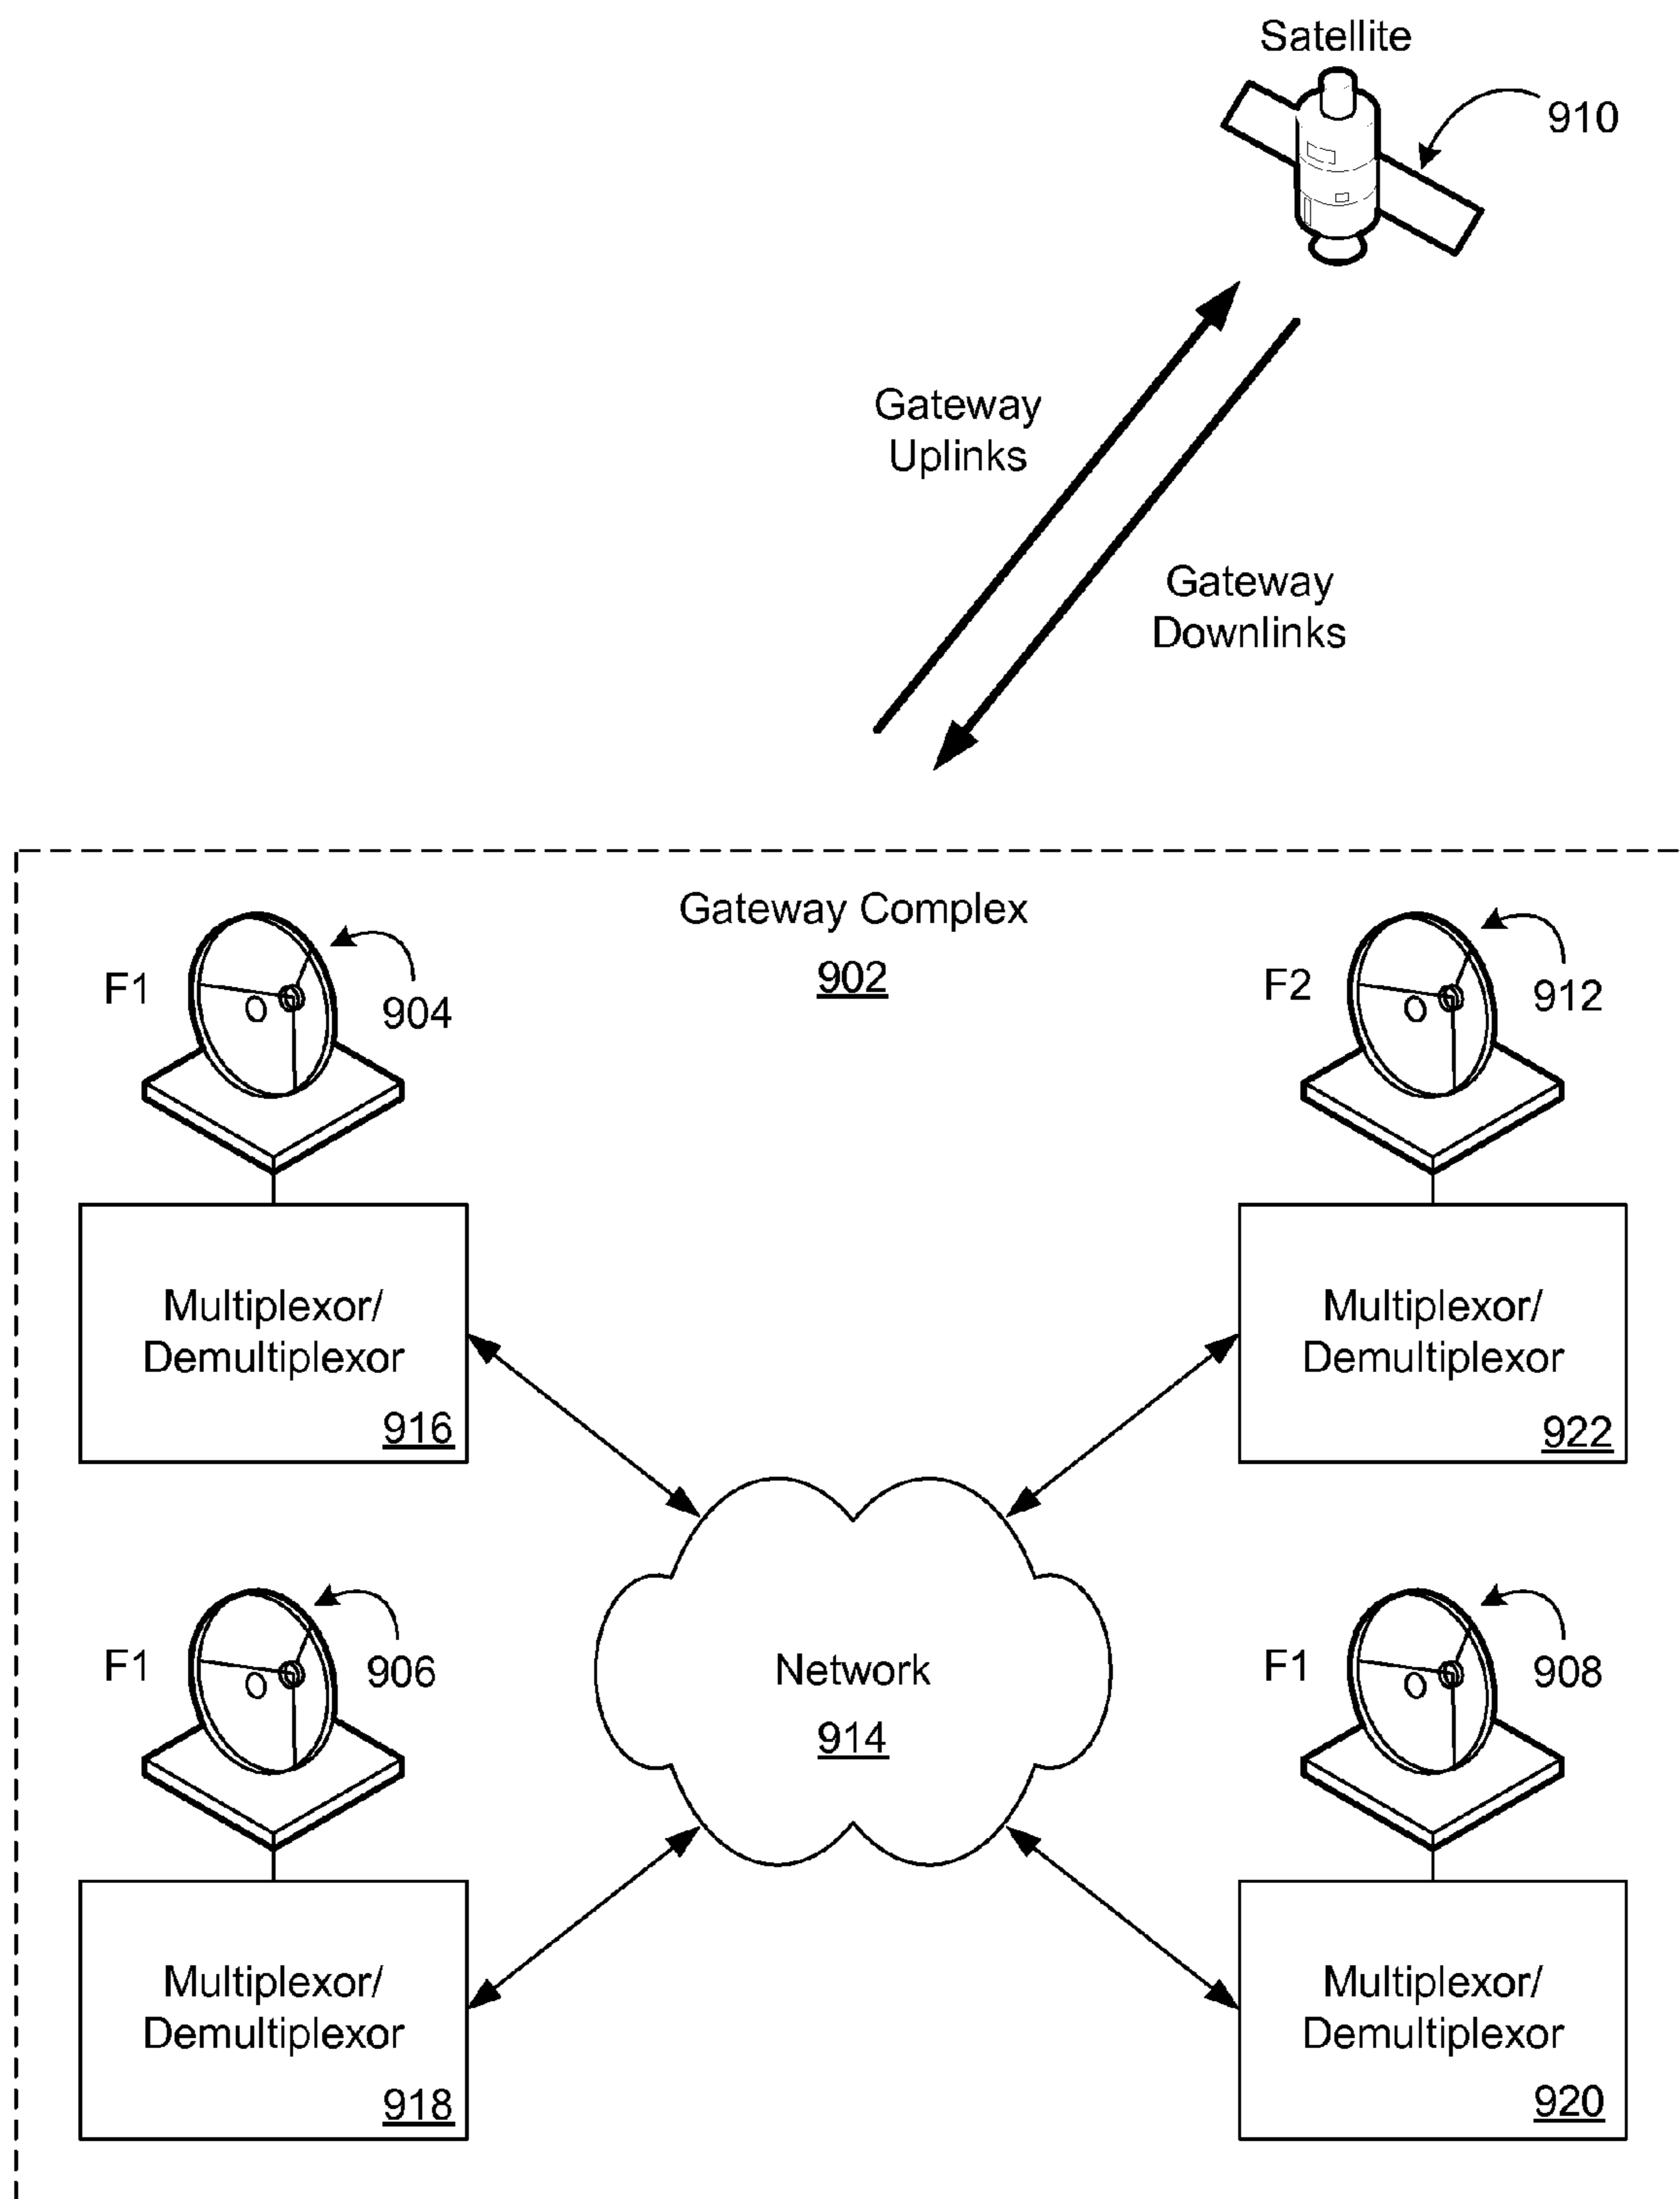 Satellite
910
Gateway
Uplinks
Gateway
Downlinks
Gateway Complex
902
F1
904
F2
912
Multiplexor/
Demultiplexor
916
Multiplexor/
Demultiplexor
922
F1
906
Network
914
F1
908
Multiplexor/
Demultiplexor
918
Multiplexor/
Demultiplexor
920